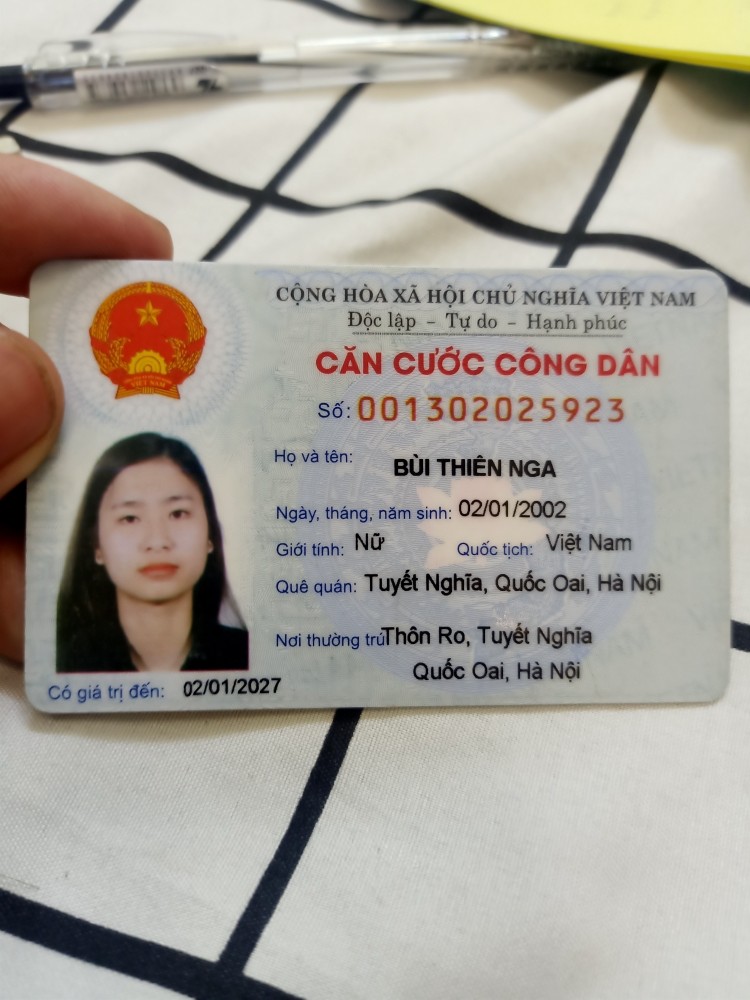 CỘNG HÒA XÃ HỘI CHỦ NGHĨA VIỆT NAM
Độc lập - Tự do - Hạnh phúc
CĂN CƯỚC CÔNG DÂN
Số: 001302025923
Họ và tên: BÙI THIÊN NGA
Ngày, tháng, năm sinh: 02/01/2002
Giới tính: Nữ Quốc tịch: Việt Nam
Quê quán: Tuyết Nghĩa, Quốc Oai, Hà Nội
Nơi thường trú: Thôn Ro, Tuyết Nghĩa
Quốc Oai, Hà Nội
Có giá trị đến: 02/01/2027
VIỆT NAM